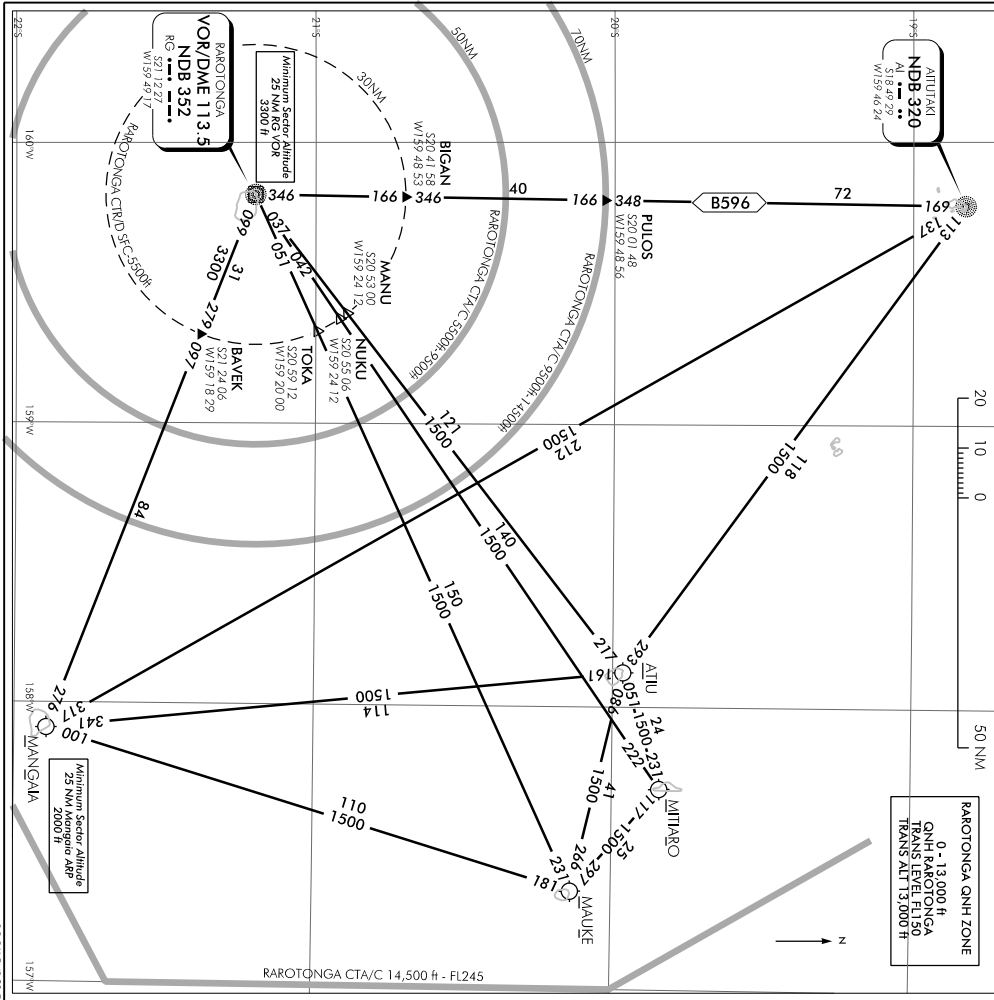 22°S
21°S
20°S
19°S
RAROTONGA
VOR/DME 113.5
NDB 352
RG
S21 12 27
W159 49 17
Minimum Sector Altitude
25 NM RG VOR
3300 ft
30NM
50NM
70NM
AITUTAKI
NDB 320
AI
S18 49 29
W159 46 24
160°W
RAROTONGA CTR/D SFC-5500ft
BIGAN
S20 41 58
W159 48 53
346
166
346
40
166
348
B596
72
169
137
113
PULOS
S20 01 48
W159 48 56
RAROTONGA CTA/C 5500ft-9500ft
RAROTONGA CTA/C 9500ft-14500ft
037
042
051
099
31
3300
279
097
MANU
S20 53 00
W159 24 12
NUKU
S20 55 06
W159 24 12
TOKA
S20 59 12
W159 20 00
BAVEK
S21 24 06
W159 18 29
20
10
0
50 NM
159°W
121
1500
212
1500
118
1500
84
140
1500
150
1500
217
293
ATIU
161
051-1500-231
24
098
222
MITIARO
117-1500-297
25
41
1500
266
114
1500
158°W
276
317
341
100
MANGAIA
Minimum Sector Altitude
25 NM Mangaia ARP
2000 ft
110
1500
181
231
MAUKE
RAROTONGA QNH ZONE
0 - 13,000 ft
QNH RAROTONGA
TRANS LEVEL FL150
TRANS ALT 13,000 ft
N
157°W
RAROTONGA CTA/C 14,500 ft - FL245